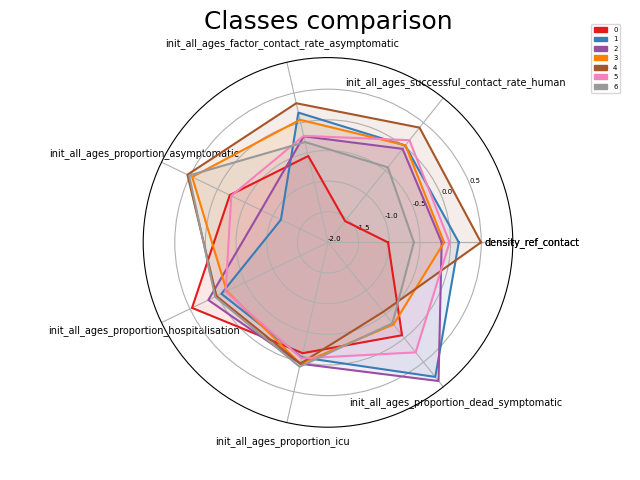 Classes comparison
init_all_ages_factor_contact_rate_asymptomatic
0
1
2
3
4
5
6
init_all_ages_successful_contact_rate_human
init_all_ages_proportion_asymptomatic
0.5
0.0
-0.5
-1.0
-1.5
-2.0
density_ref_contact
init_all_ages_proportion_hospitalisation
init_all_ages_proportion_dead_symptomatic
init_all_ages_proportion_icu